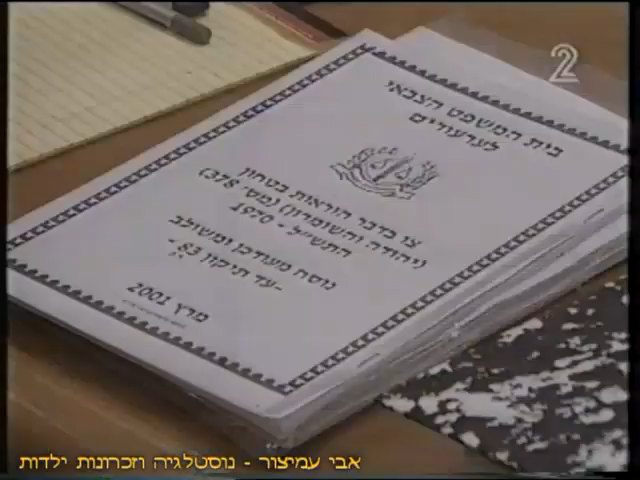 2
בית המשפט הצבאי
לערעורים
צו בדבר הוראות בטחון
(יהודה והשומרון) (מס' 378)
התש"ל - 1970
נוסח מעודכן ומשולב
-עד תיקון 83 -
מרץ 2001
אבי עמיצור - נוסטלגיה וזכרונות ילדות